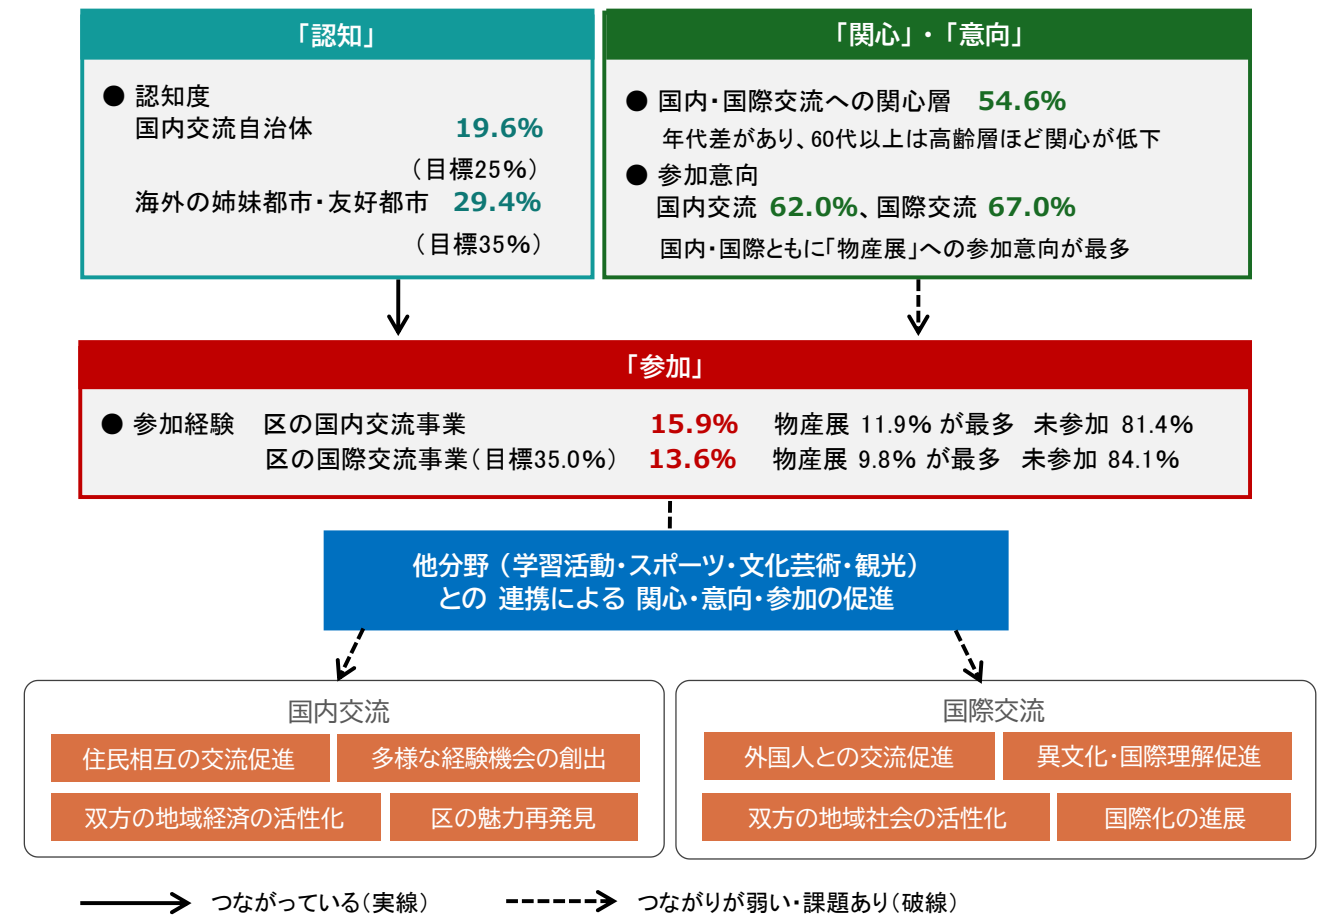 「認知」
● 認知度
国内交流自治体 19.6%
（目標25%）
海外の姉妹都市・友好都市 29.4%
（目標35%）
「関心」・「意向」
● 国内・国際交流への関心層 54.6%
年代差があり、60代以上は高齢層ほど関心が低下
● 参加意向
国内交流 62.0%、国際交流 67.0%
国内・国際ともに「物産展」への参加意向が最多
「参加」
● 参加経験 区の国内交流事業 15.9% 物産展 11.9% が最多 未参加 81.4%
区の国際交流事業（目標35.0%） 13.6% 物産展 9.8% が最多 未参加 84.1%
他分野（学習活動・スポーツ・文化芸術・観光）
との 連携による 関心・意向・参加の促進
国内交流
住民相互の交流促進 多様な経験機会の創出
双方の地域経済の活性化 区の魅力再発見
国際交流
外国人との交流促進 異文化・国際理解促進
双方の地域社会の活性化 国際化の進展
つながっている（実線） つながりが弱い・課題あり（破線）